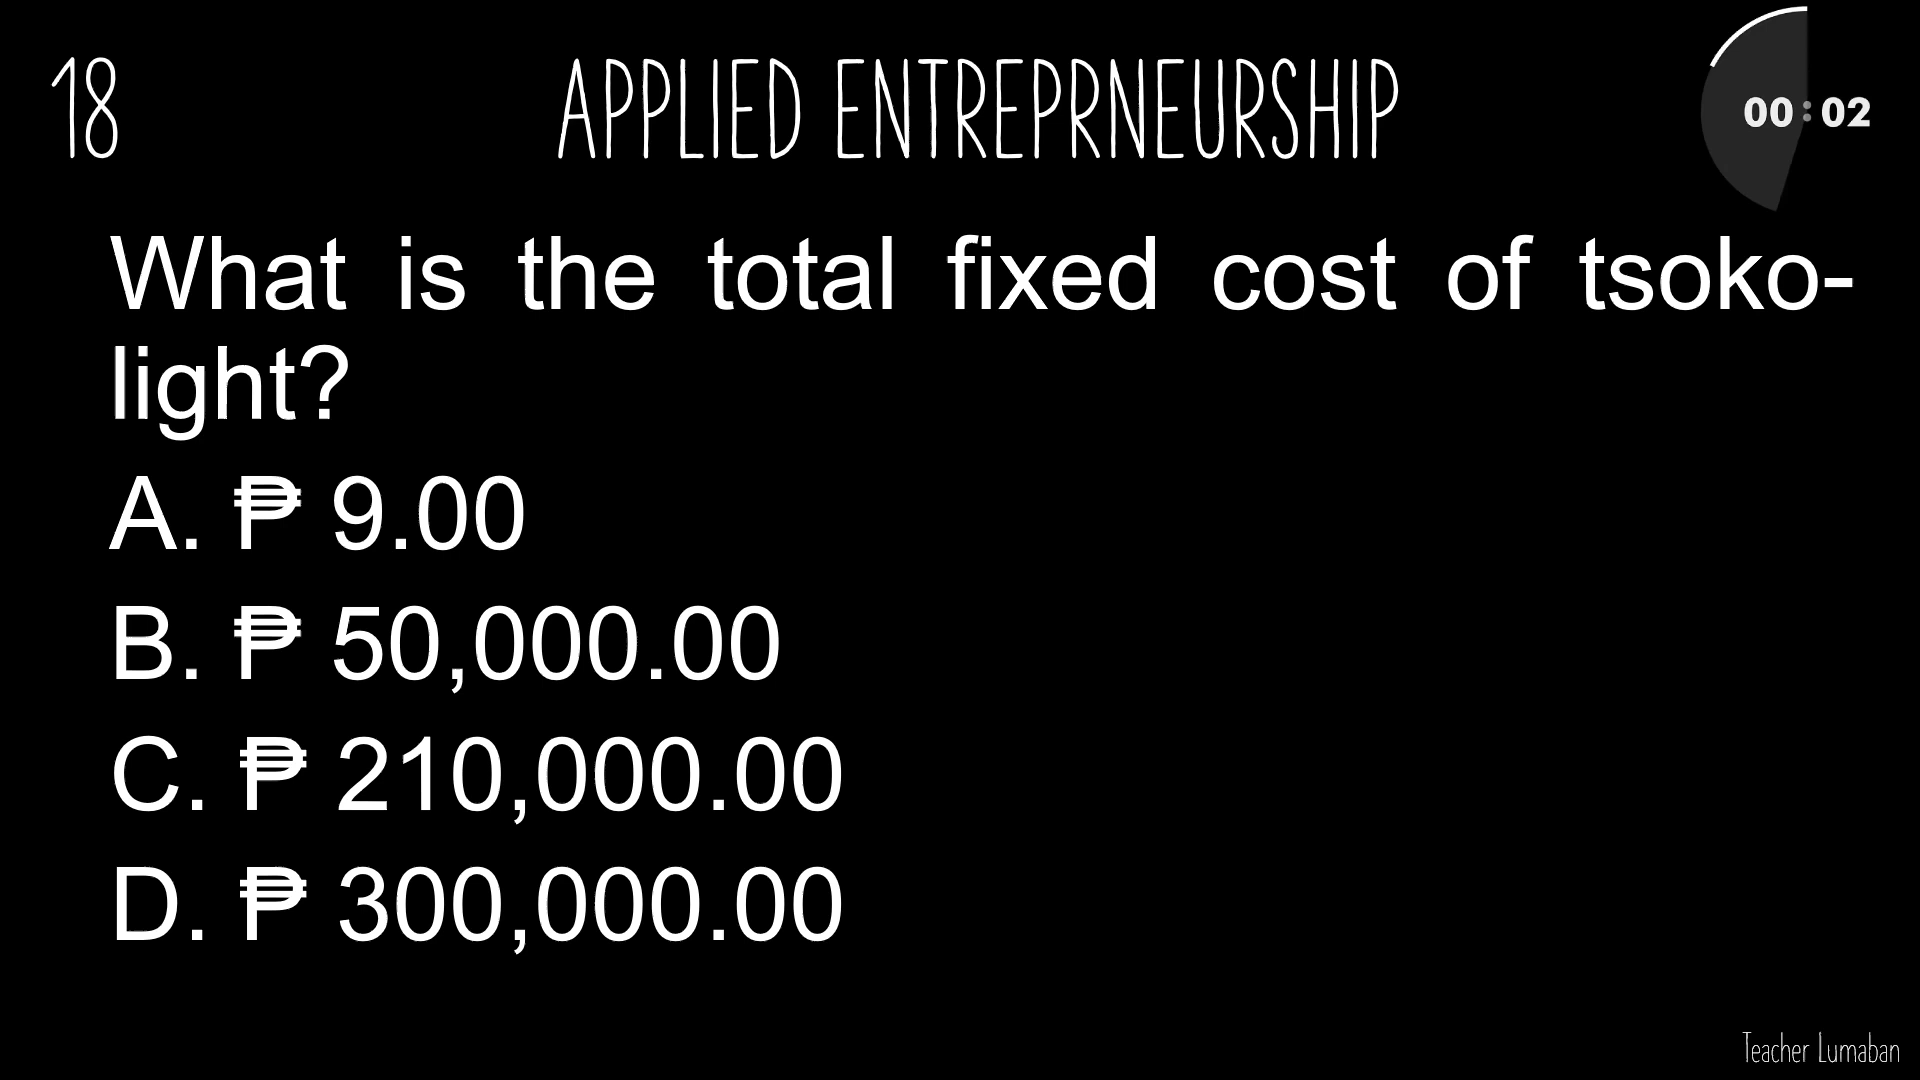 18
APPLIED ENTREPRNEURSHIP
00:02
What is the total fixed cost of tsoko-
light?
A. ₱ 9.00
B. ₱ 50,000.00
C. ₱ 210,000.00
D. ₱ 300,000.00
Teacher Lumaban